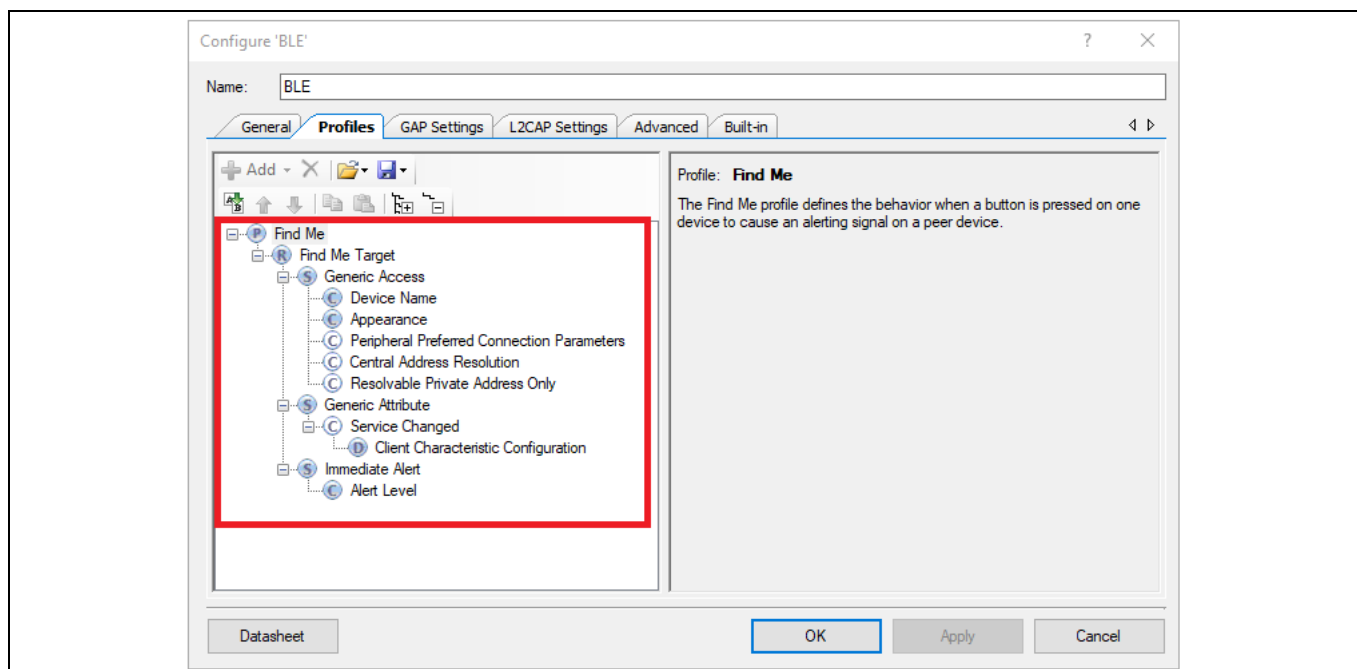 Configure 'BLE'
Name: BLE
General Profiles GAP Settings L2CAP Settings Advanced Built-in
Add
Profile: Find Me
The Find Me profile defines the behavior when a button is pressed on one
device to cause an alerting signal on a peer device.
P Find Me
R Find Me Target
S Generic Access
C Device Name
C Appearance
C Peripheral Preferred Connection Parameters
C Central Address Resolution
C Resolvable Private Address Only
S Generic Attribute
C Service Changed
D Client Characteristic Configuration
S Immediate Alert
C Alert Level
Datasheet OK Apply Cancel